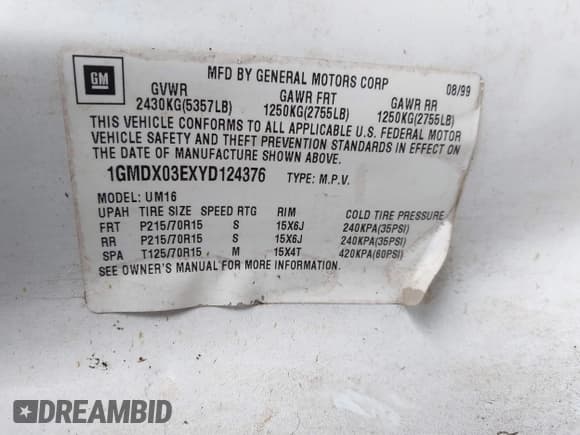 GM
MFD BY GENERAL MOTORS CORP 08/99
GVWR GAWR FRT GAWR RR
2430KG(5357LB) 1250KG(2755LB) 1250KG(2755LB)
THIS VEHICLE CONFORMS TO ALL APPLICABLE U.S. FEDERAL MOTOR
VEHICLE SAFETY AND THEFT PREVENTION STANDARDS IN EFFECT ON
THE DATE OF MANUFACTURE SHOWN ABOVE.
1GMDX03EXYD124376 TYPE: M.P.V.
MODEL: UM16
UPAH TIRE SIZE SPEED RTG RIM COLD TIRE PRESSURE
FRT P215/70R15 S 15X6J 240KPA(35PSI)
RR P215/70R15 S 15X6J 240KPA(35PSI)
SPA T125/70R15 M 15X4T 420KPA(60PSI)
SEE OWNER'S MANUAL FOR MORE INFORMATION.
DREAMBID